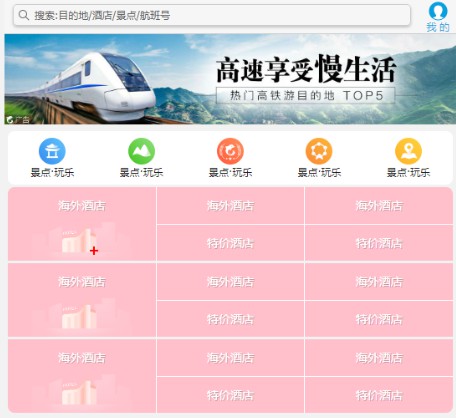 搜索:目的地/酒店/景点/航班号
我 的
高速享受慢生活
热门高铁游目的地 TOP5
广告
景点·玩乐 景点·玩乐 景点·玩乐 景点·玩乐 景点·玩乐
海外酒店 海外酒店 海外酒店
特价酒店 特价酒店
海外酒店 海外酒店 海外酒店
特价酒店 特价酒店
海外酒店 海外酒店 海外酒店
特价酒店 特价酒店